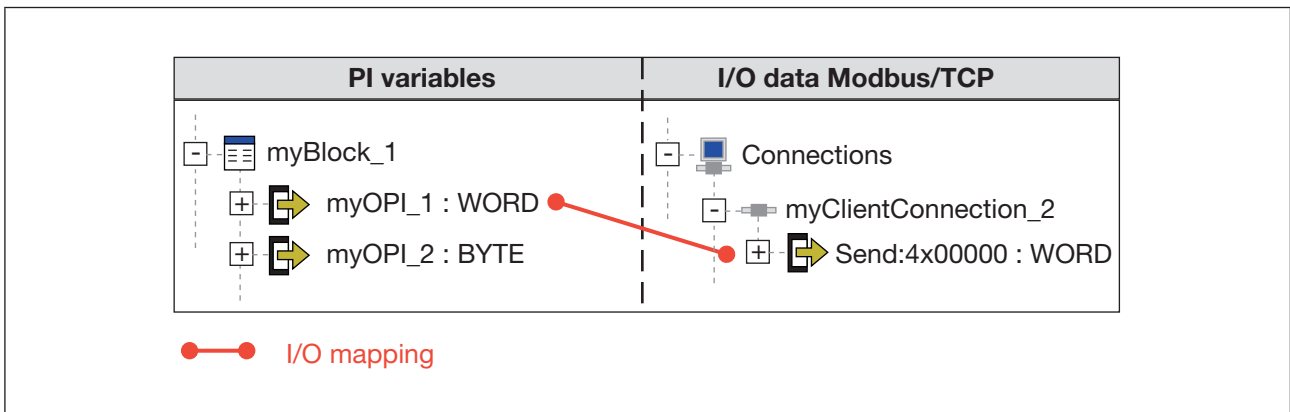 PI variables
I/O data Modbus/TCP
myBlock_1
myOPI_1 : WORD
myOPI_2 : BYTE
Connections
myClientConnection_2
Send:4x00000 : WORD
I/O mapping